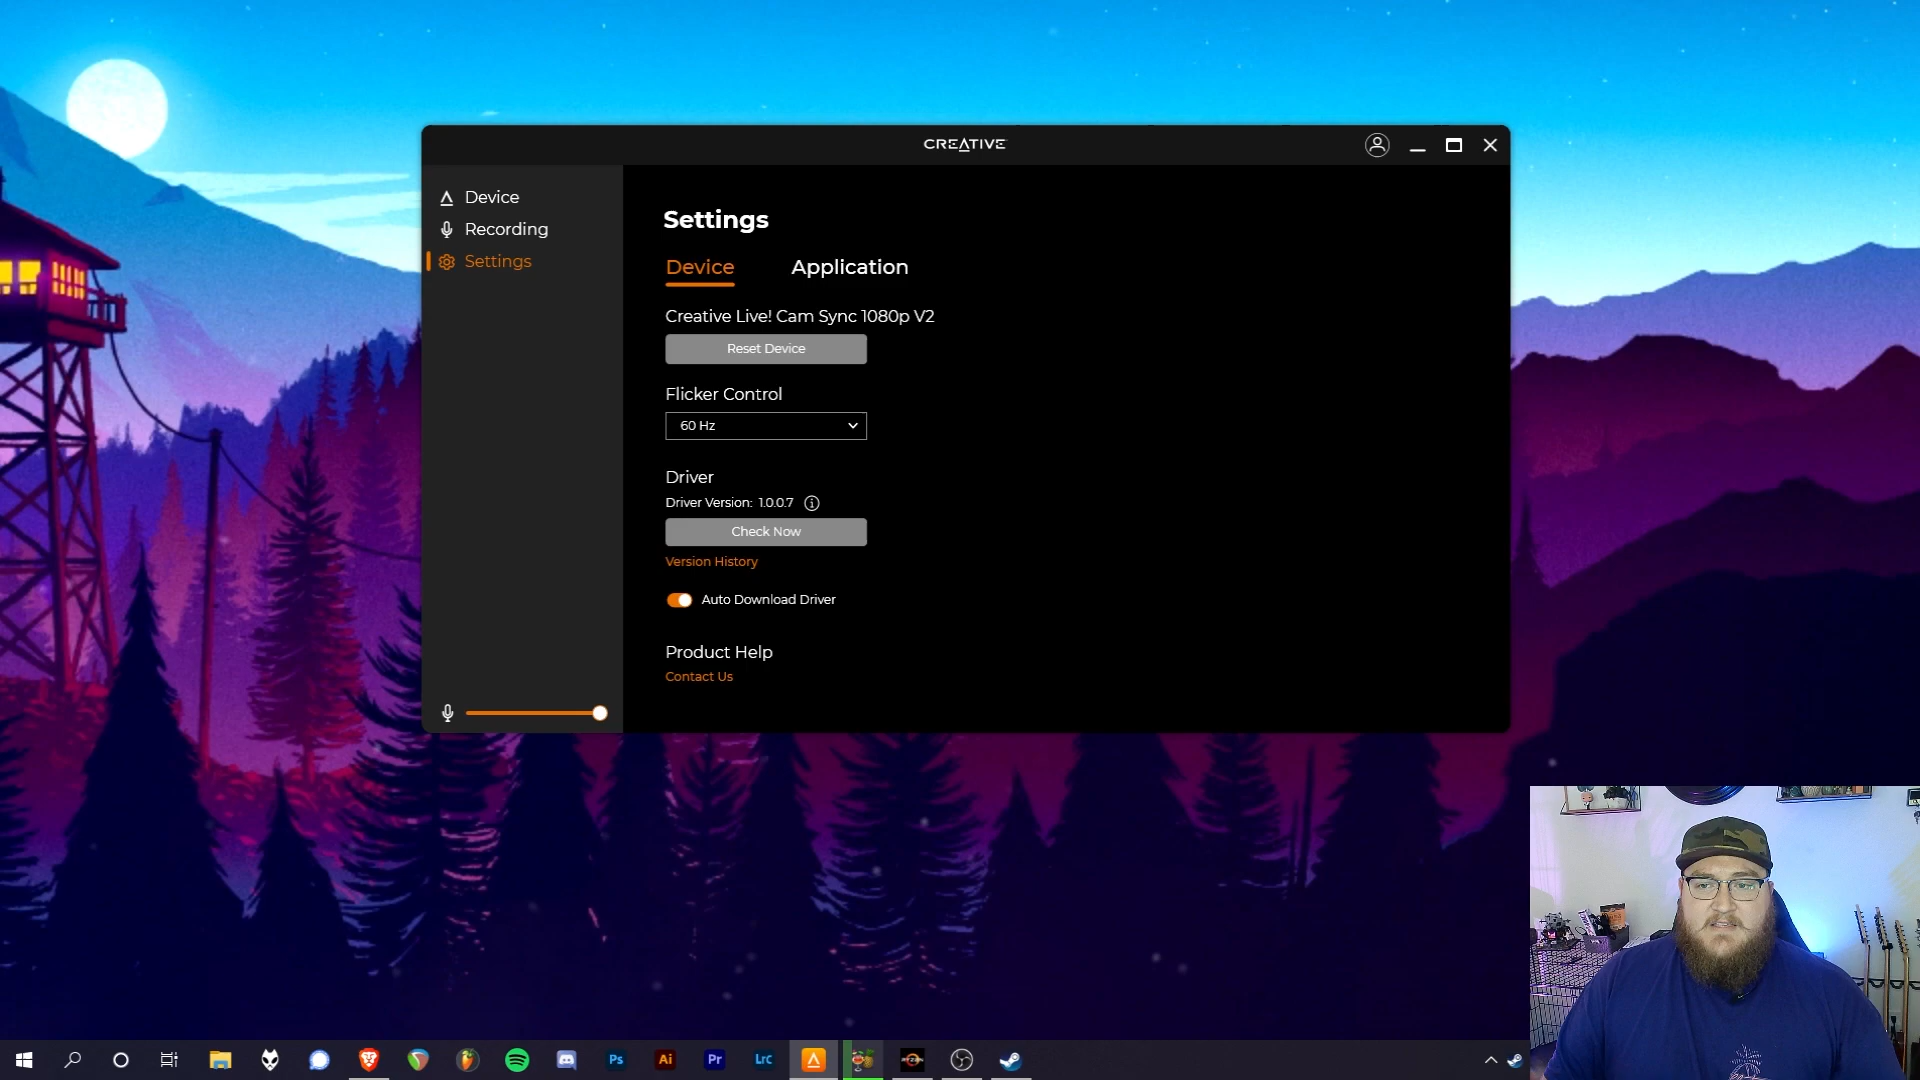 CREATIVE
Device
Recording
Settings
Settings
Device
Application
Creative Live! Cam Sync 1080p V2
Reset Device
Flicker Control
60 Hz
Driver
Driver Version: 1.0.0.7
Check Now
Version History
Auto Download Driver
Product Help
Contact Us
Ps
Ai
Pr
Lrc
RYZEN